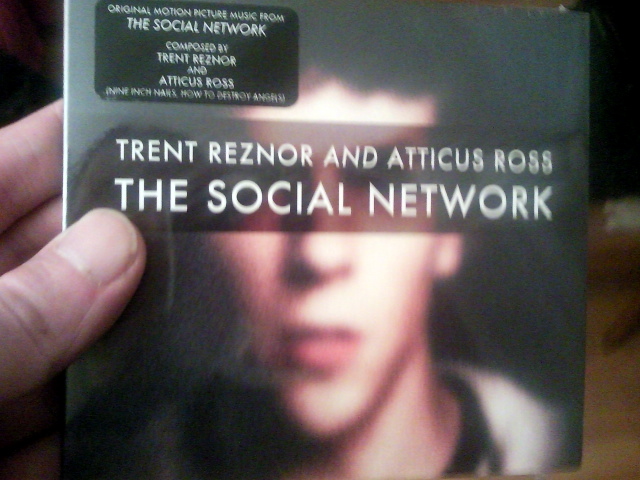 ORIGINAL MOTION PICTURE MUSIC FROM
THE SOCIAL NETWORK
COMPOSED BY
TRENT REZNOR
AND
ATTICUS ROSS
(NINE INCH NAILS, HOW TO DESTROY ANGELS)
TRENT REZNOR AND ATTICUS ROSS
THE SOCIAL NETWORK